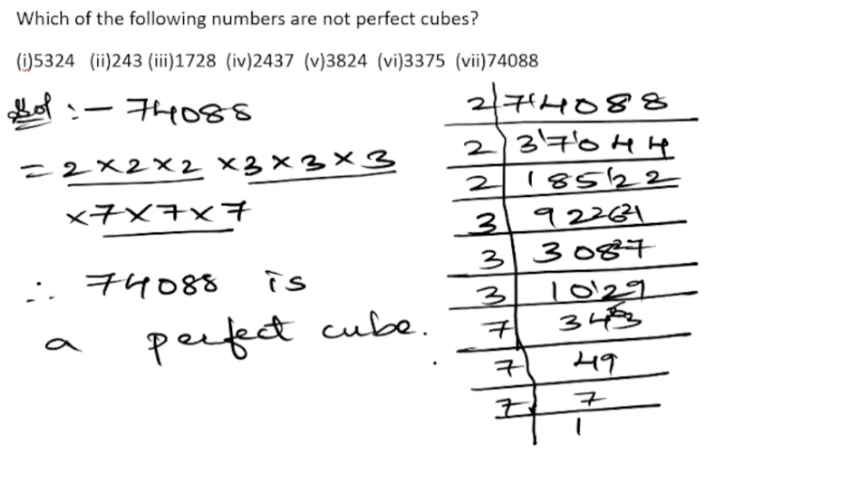 Which of the following numbers are not perfect cubes?
(i)5324 (ii)243 (iii)1728 (iv)2437 (v)3824 (vi)3375 (vii)74088
Sol :- 74088
= 2×2×2 ×3×3×3
×7×7×7
∴ 74088 is
a perfect cube.
2 74088
2 37044
2 18522
3 9261
3 3087
3 1029
7 343
7 49
7 7
1